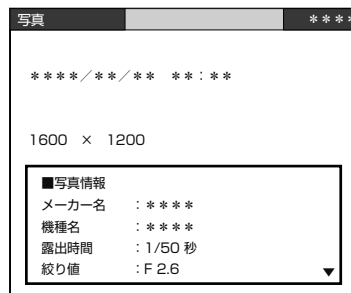 写真 ＊＊＊＊
＊＊＊＊／＊＊／＊＊ ＊＊：＊＊
1600 × 1200
■写真情報
メーカー名 ：＊＊＊＊
機種名 ：＊＊＊＊
露出時間 ：1/50 秒
絞り値 ：F 2.6
▼